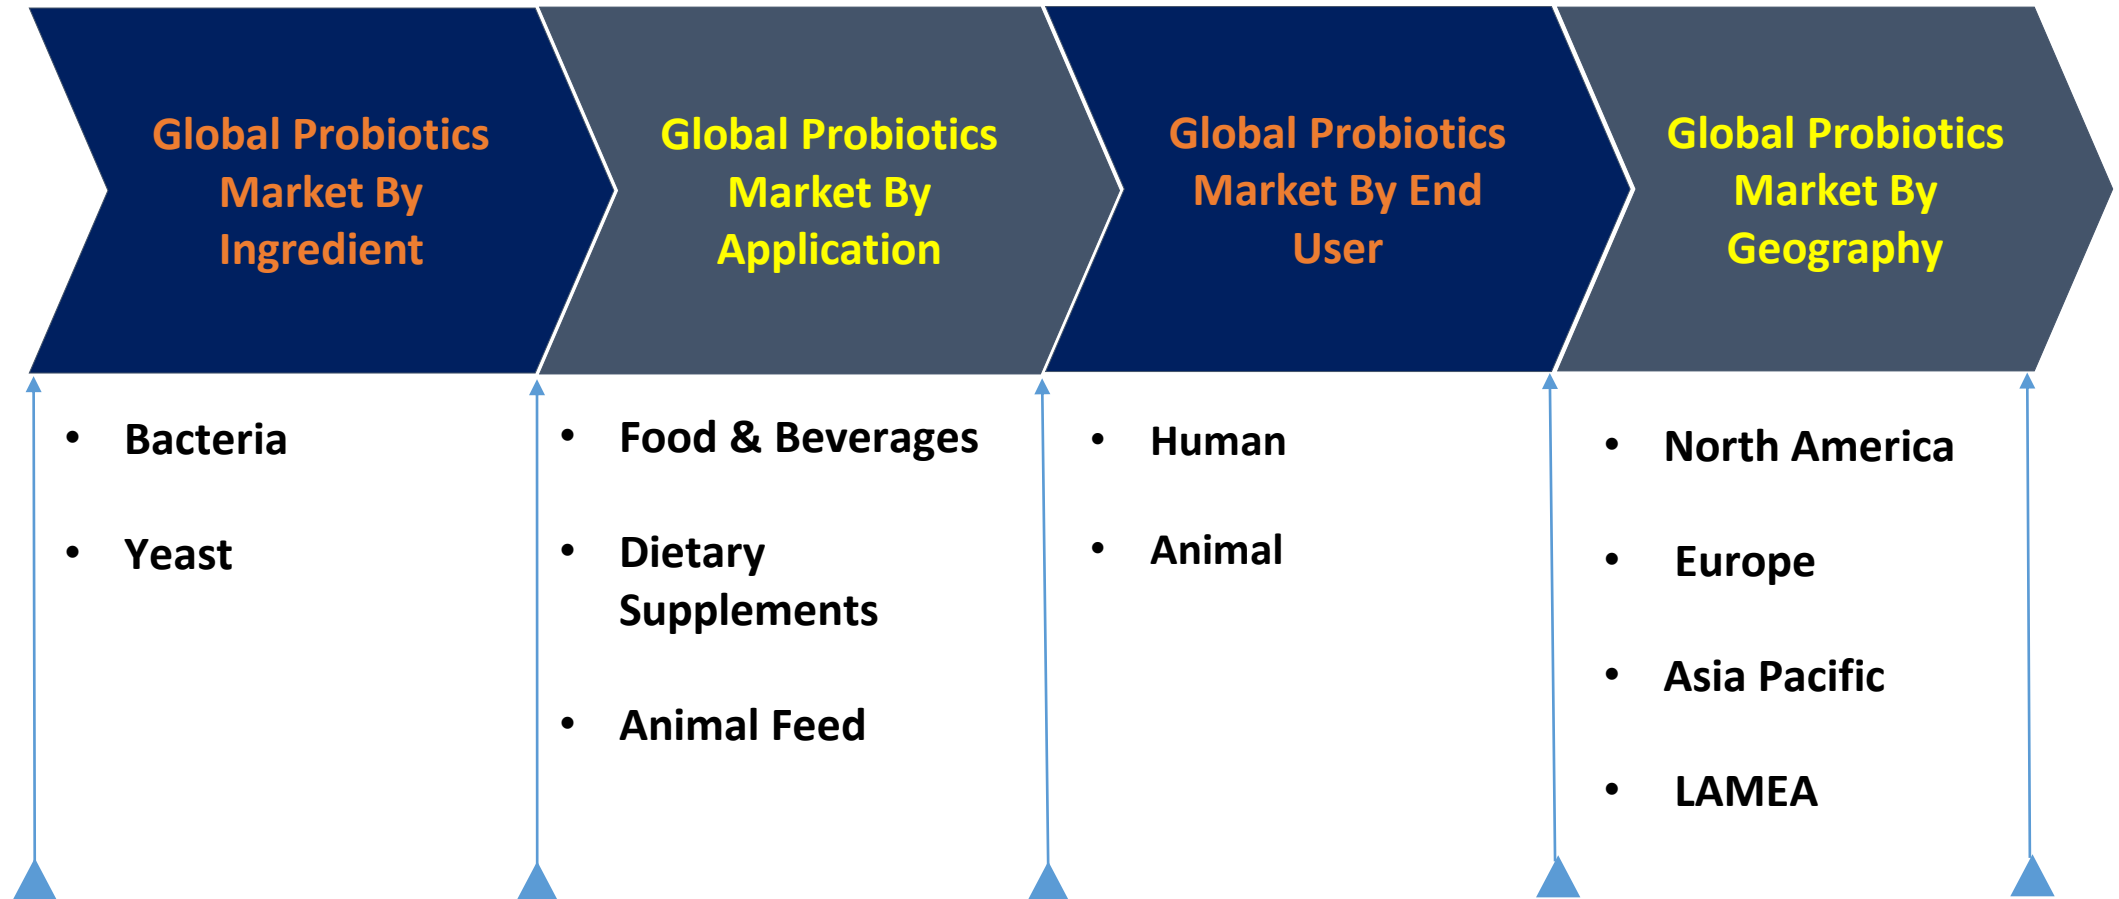 Global Probiotics
Market By
Ingredient
Global Probiotics
Market By
Application
Global Probiotics
Market By End
User
Global Probiotics
Market By
Geography
• Bacteria
• Yeast
• Food & Beverages
• Dietary
Supplements
• Animal Feed
• Human
• Animal
• North America
• Europe
• Asia Pacific
• LAMEA